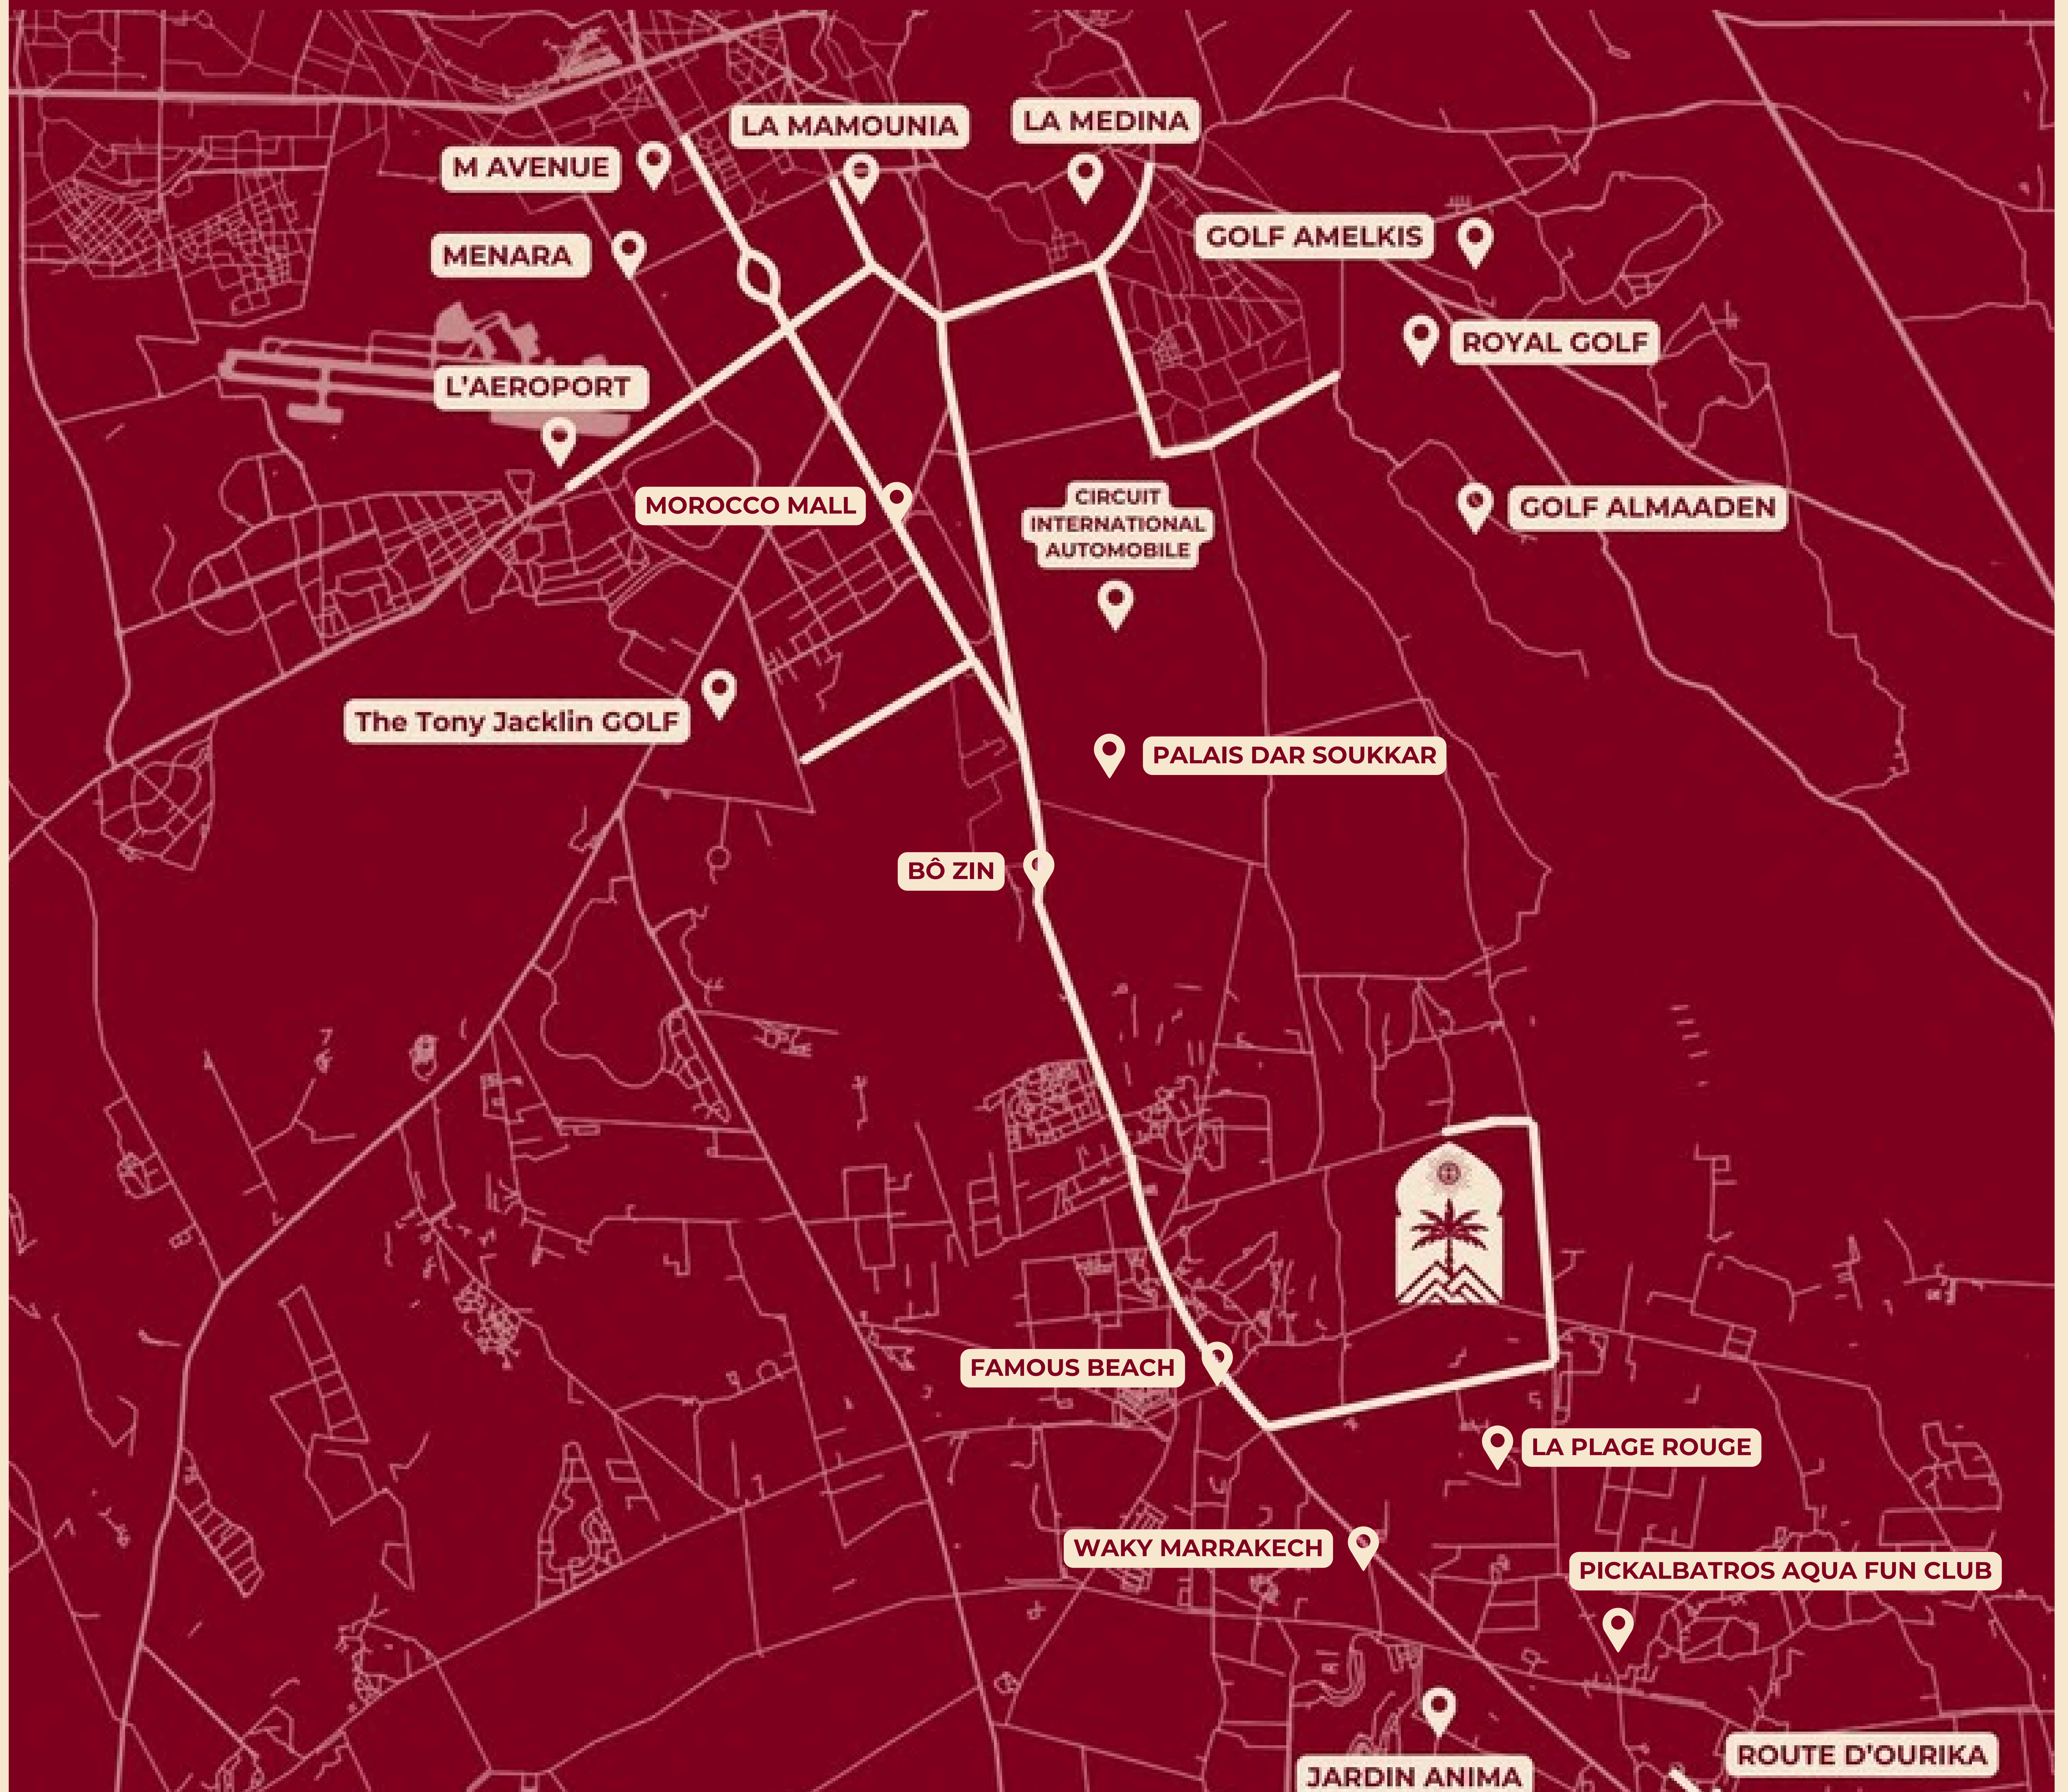 LA MAMOUNIA
LA MEDINA
M AVENUE
GOLF AMELKIS
MENARA
ROYAL GOLF
L'AEROPORT
MOROCCO MALL
CIRCUIT
INTERNATIONAL
AUTOMOBILE
GOLF ALMAADEN
The Tony Jacklin GOLF
PALAIS DAR SOUKKAR
BÔ ZIN
FAMOUS BEACH
LA PLAGE ROUGE
WAKY MARRAKECH
PICKALBATROS AQUA FUN CLUB
ROUTE D'OURIKA
JARDIN ANIMA